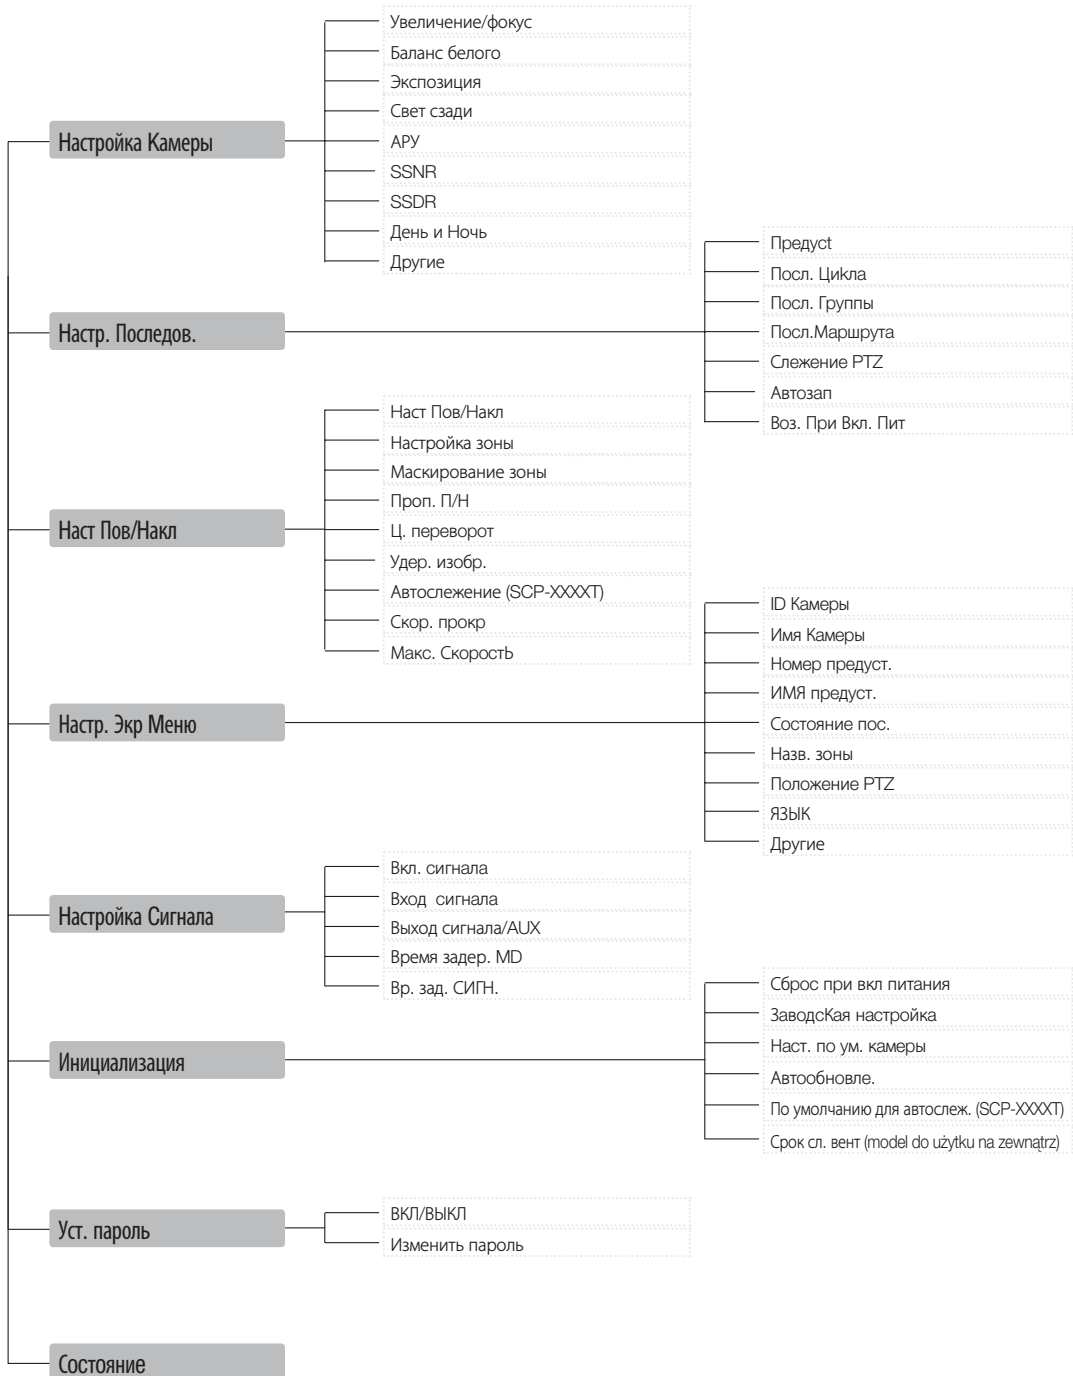 Настройка Камеры
Увеличение/фокус
Баланс белого
Экспозиция
Свет сзади
АРУ
SSNR
SSDR
День и Ночь
Другие
Настр. Последов.
Предусt
Посл. Циkла
Посл. Группы
Посл.Маршрута
Слежение PTZ
Автозап
Воз. При Вкл. Пит
Наст Пов/Накл
Наст Пов/Накл
Настройка зоны
Маскирование зоны
Проп. П/Н
Ц. переворот
Удер. изобр.
Автослежение (SCP-XXXXT)
Скор. прокр
Макс. СкоростЬ
Настр. Экр Меню
ID Камеры
Имя Камеры
Номер предуст.
ИМЯ предуст.
Состояние пос.
Назв. зоны
Положение PTZ
ЯЗЫК
Другие
Настройка Сигнала
Вкл. сигнала
Вход  сигнала
Выход сигнала/AUX
Время задер. MD
Вр. зад. СИГН.
Инициализация
Сброс при вкл питания
ЗаводсКая настройка
Наст. по ум. камеры
Автообновле.
По умолчанию для автослеж. (SCP-XXXXT)
Срок сл. вент (model do użytku na zewnątrz)
Уст. пароль
ВКЛ/ВЫКЛ
Изменить пароль
Состояние